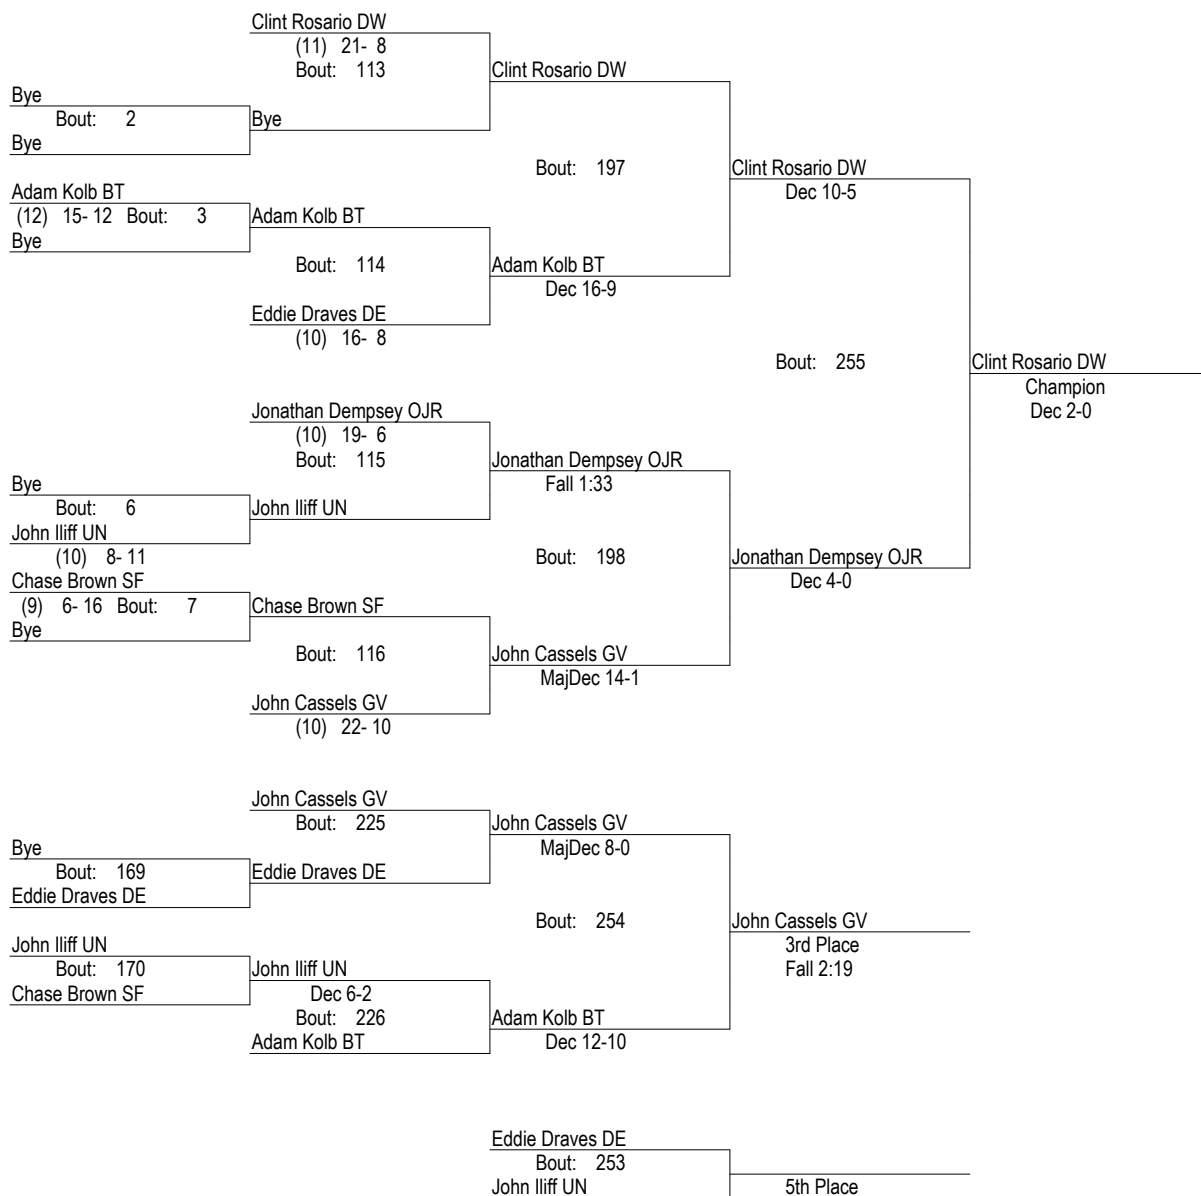 Clint Rosario DW
(11) 21- 8
Bout: 113
Clint Rosario DW
Bye
Bout: 2
Bye
Bye
Bout: 197
Clint Rosario DW
Dec 10-5
Adam Kolb BT
(12) 15- 12 Bout: 3
Adam Kolb BT
Bye
Bout: 114
Adam Kolb BT
Dec 16-9
Eddie Draves DE
(10) 16- 8
Bout: 255
Clint Rosario DW
Champion
Dec 2-0
Jonathan Dempsey OJR
(10) 19- 6
Bout: 115
Jonathan Dempsey OJR
Fall 1:33
Bye
Bout: 6
John Iliff UN
John Iliff UN
(10) 8- 11
Bout: 198
Jonathan Dempsey OJR
Dec 4-0
Chase Brown SF
(9) 6- 16 Bout: 7
Chase Brown SF
Bye
Bout: 116
John Cassels GV
MajDec 14-1
John Cassels GV
(10) 22- 10
John Cassels GV
Bout: 225
John Cassels GV
MajDec 8-0
Bye
Bout: 169
Eddie Draves DE
Eddie Draves DE
Bout: 254
John Cassels GV
3rd Place
Fall 2:19
John Iliff UN
Bout: 170
John Iliff UN
Chase Brown SF
Dec 6-2
Bout: 226
Adam Kolb BT
Dec 12-10
Adam Kolb BT
Eddie Draves DE
Bout: 253
John Iliff UN
5th Place